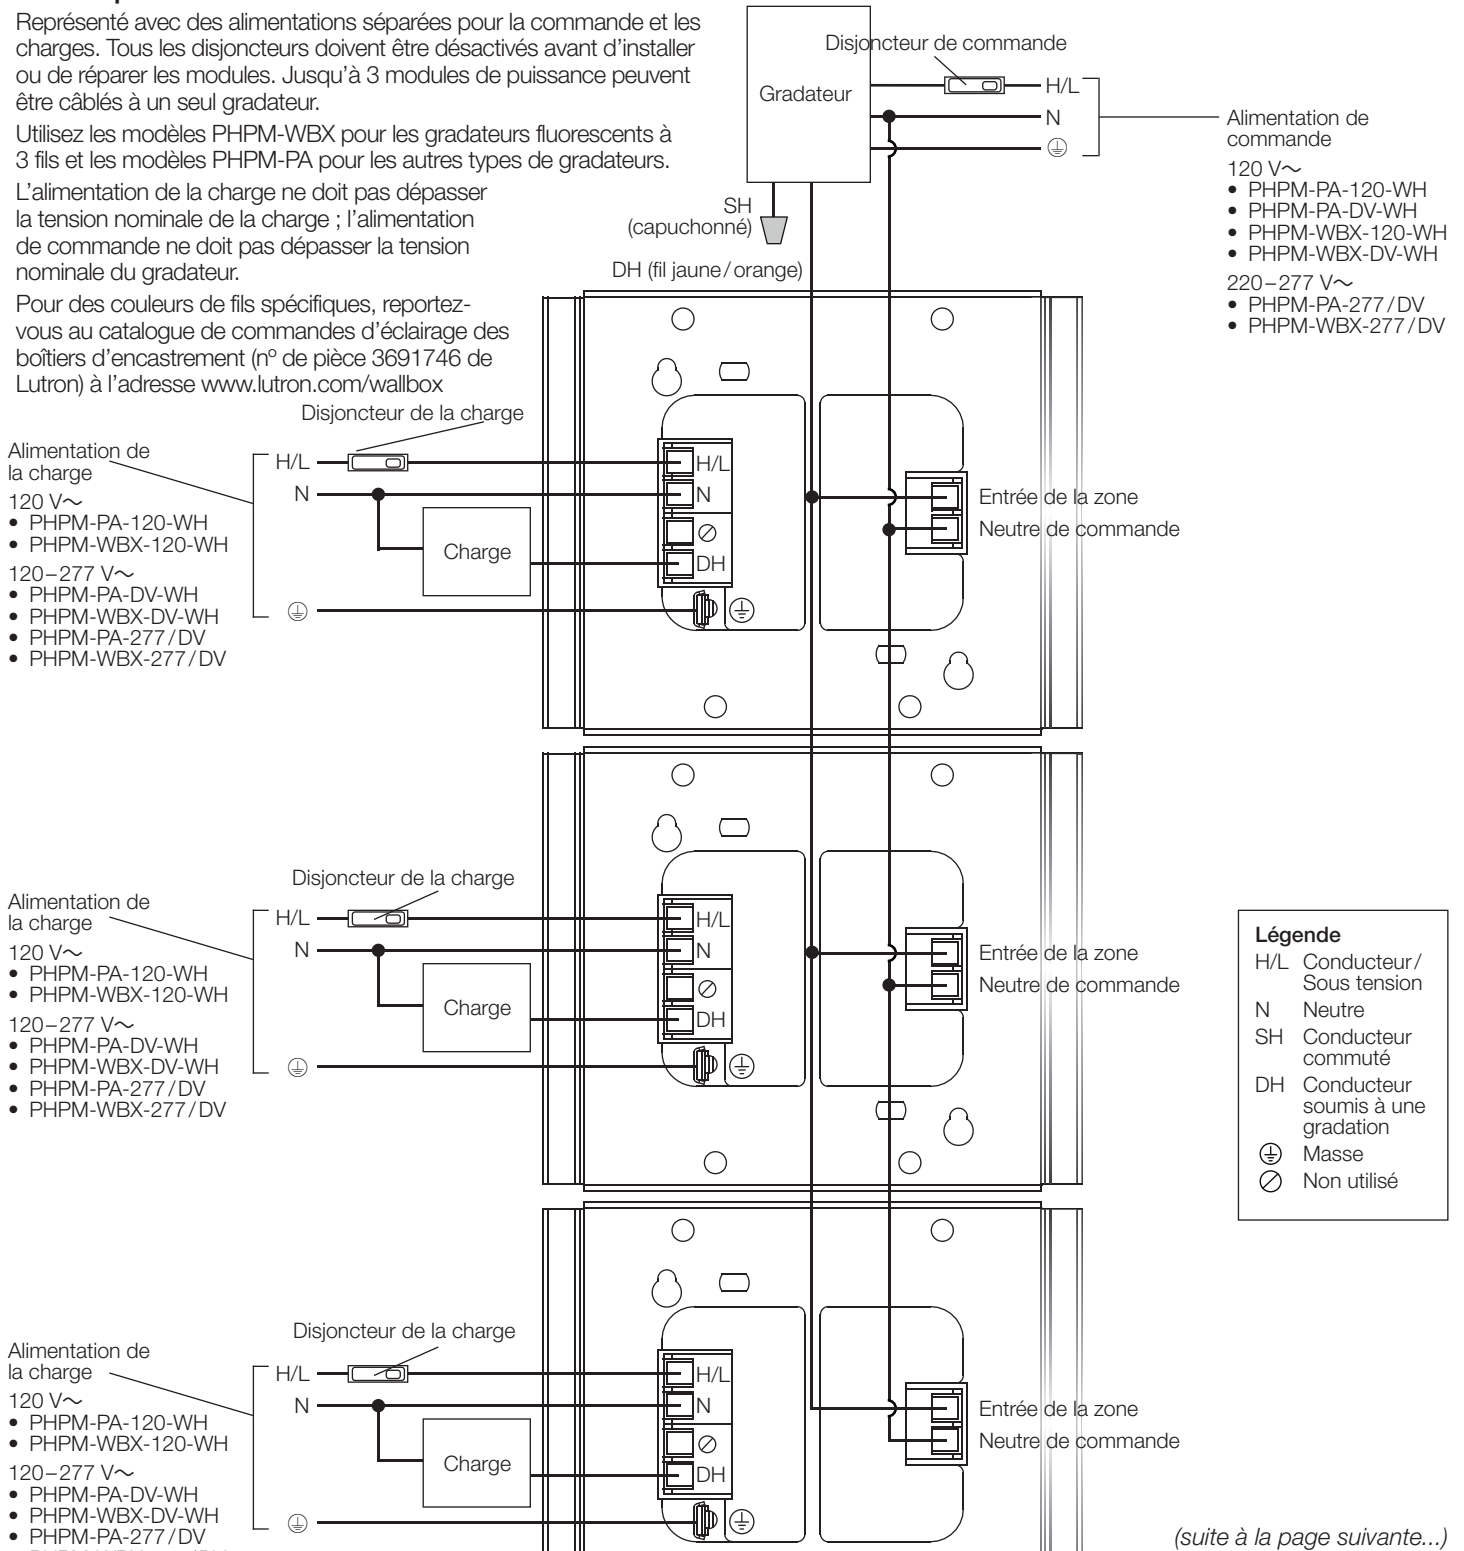 Représenté avec des alimentations séparées pour la commande et les
charges. Tous les disjoncteurs doivent être désactivés avant d’installer
ou de réparer les modules. Jusqu’à 3 modules de puissance peuvent
être câblés à un seul gradateur.
Utilisez les modèles PHPM-WBX pour les gradateurs fluorescents à
3 fils et les modèles PHPM-PA pour les autres types de gradateurs.
L’alimentation de la charge ne doit pas dépasser
la tension nominale de la charge ; l’alimentation
de commande ne doit pas dépasser la tension
nominale du gradateur.
Pour des couleurs de fils spécifiques, reportez-
vous au catalogue de commandes d’éclairage des
boîtiers d’encastrement (nº de pièce 3691746 de
Lutron) à l’adresse www.lutron.com/wallbox
Disjoncteur de commande
Gradateur
H/L
N
SH
(capuchonné)
DH (fil jaune/orange)
Alimentation de
commande
120 V~
• PHPM-PA-120-WH
• PHPM-PA-DV-WH
• PHPM-WBX-120-WH
• PHPM-WBX-DV-WH
220–277 V~
• PHPM-PA-277/DV
• PHPM-WBX-277/DV
Disjoncteur de la charge
Alimentation de
la charge
120 V~
• PHPM-PA-120-WH
• PHPM-WBX-120-WH
120–277 V~
• PHPM-PA-DV-WH
• PHPM-WBX-DV-WH
• PHPM-PA-277/DV
• PHPM-WBX-277/DV
H/L
N
Charge
H/L
N
DH
Entrée de la zone
Neutre de commande
Disjoncteur de la charge
Alimentation de
la charge
120 V~
• PHPM-PA-120-WH
• PHPM-WBX-120-WH
120–277 V~
• PHPM-PA-DV-WH
• PHPM-WBX-DV-WH
• PHPM-PA-277/DV
• PHPM-WBX-277/DV
H/L
N
Charge
H/L
N
DH
Entrée de la zone
Neutre de commande
Légende
H/L Conducteur/
Sous tension
N Neutre
SH Conducteur
commuté
DH Conducteur
soumis à une
gradation
Masse
Non utilisé
Disjoncteur de la charge
Alimentation de
la charge
120 V~
• PHPM-PA-120-WH
• PHPM-WBX-120-WH
120–277 V~
• PHPM-PA-DV-WH
• PHPM-WBX-DV-WH
• PHPM-PA-277/DV
H/L
N
Charge
H/L
N
DH
Entrée de la zone
Neutre de commande
(suite à la page suivante...)